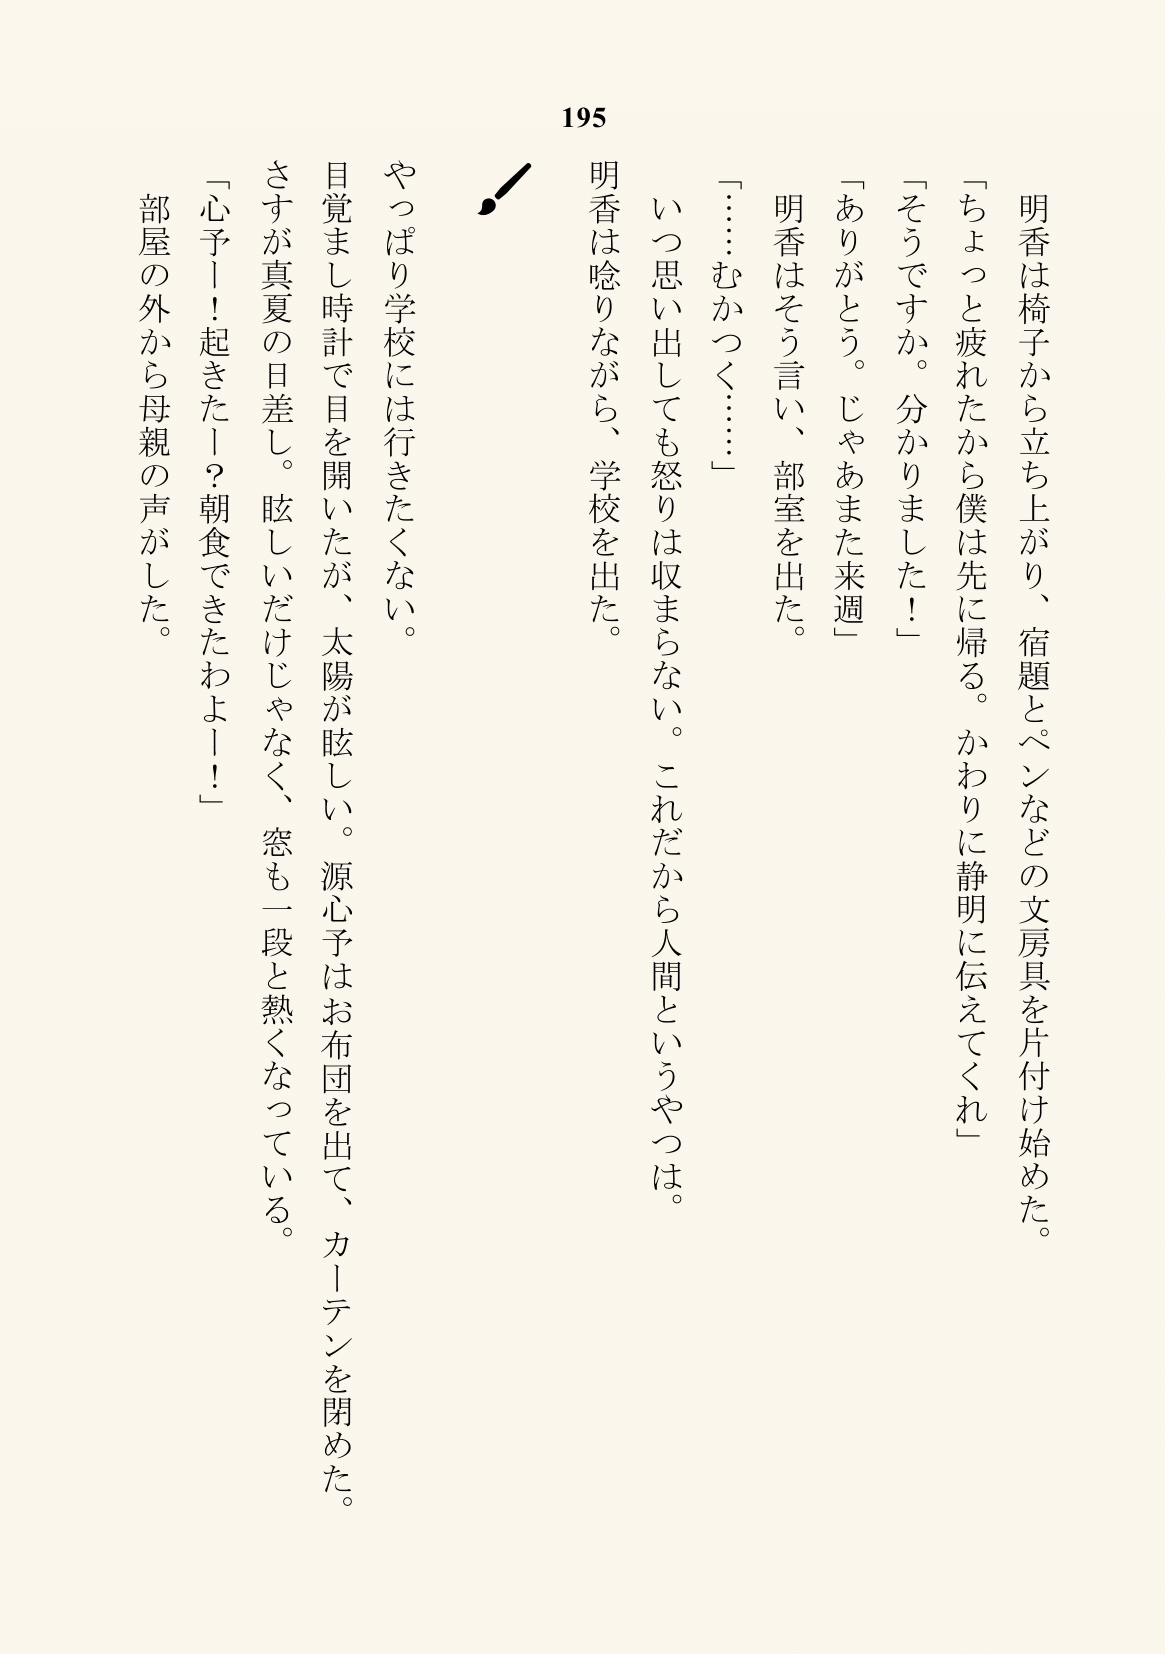 195
　明香は椅子から立ち上がり、宿題とペンなどの文房具を片付け始めた。
「ちょっと疲れたから僕は先に帰る。かわりに静明に伝えてくれ」
「そうですか。分かりました！」
「ありがとう。じゃあまた来週」
　明香はそう言い、部室を出た。
「……むかつく……」
　いつ思い出しても怒りは収まらない。これだから人間というやつは。
明香は唸りながら、学校を出た。
やっぱり学校には行きたくない。
目覚まし時計で目を開いたが、太陽が眩しい。源心予はお布団を出て、カーテンを閉めた。
さすが真夏の日差し。眩しいだけじゃなく、窓も一段と熱くなっている。
「心予ー！起きたー？朝食できたわよー！」
　部屋の外から母親の声がした。